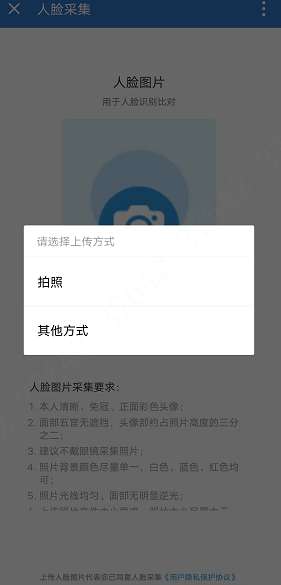 人脸采集
人脸图片
用于人脸识别比对
请选择上传方式
拍照
其他方式
人脸图片采集要求：
1. 本人清晰、免冠、正面彩色头像；
2. 面部五官无遮挡，头像部约占照片高度的三分
之二；
3. 建议不戴眼镜采集照片；
4. 照片背景颜色尽量单一，白色、蓝色、红色均
可；
5. 照片光线均匀、面部无明显逆光；
上传人脸图片代表您已同意人脸采集《用户隐私保护协议》